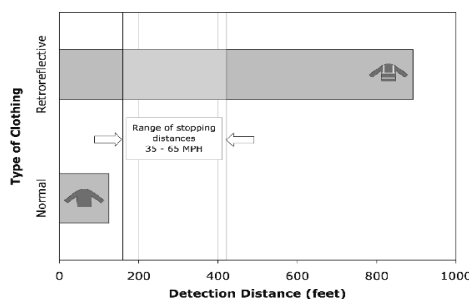 Type of Clothing
Retroreflective
Normal
Range of stopping
distances
35 - 65 MPH
0
200
400
600
800
1000
Detection Distance (feet)